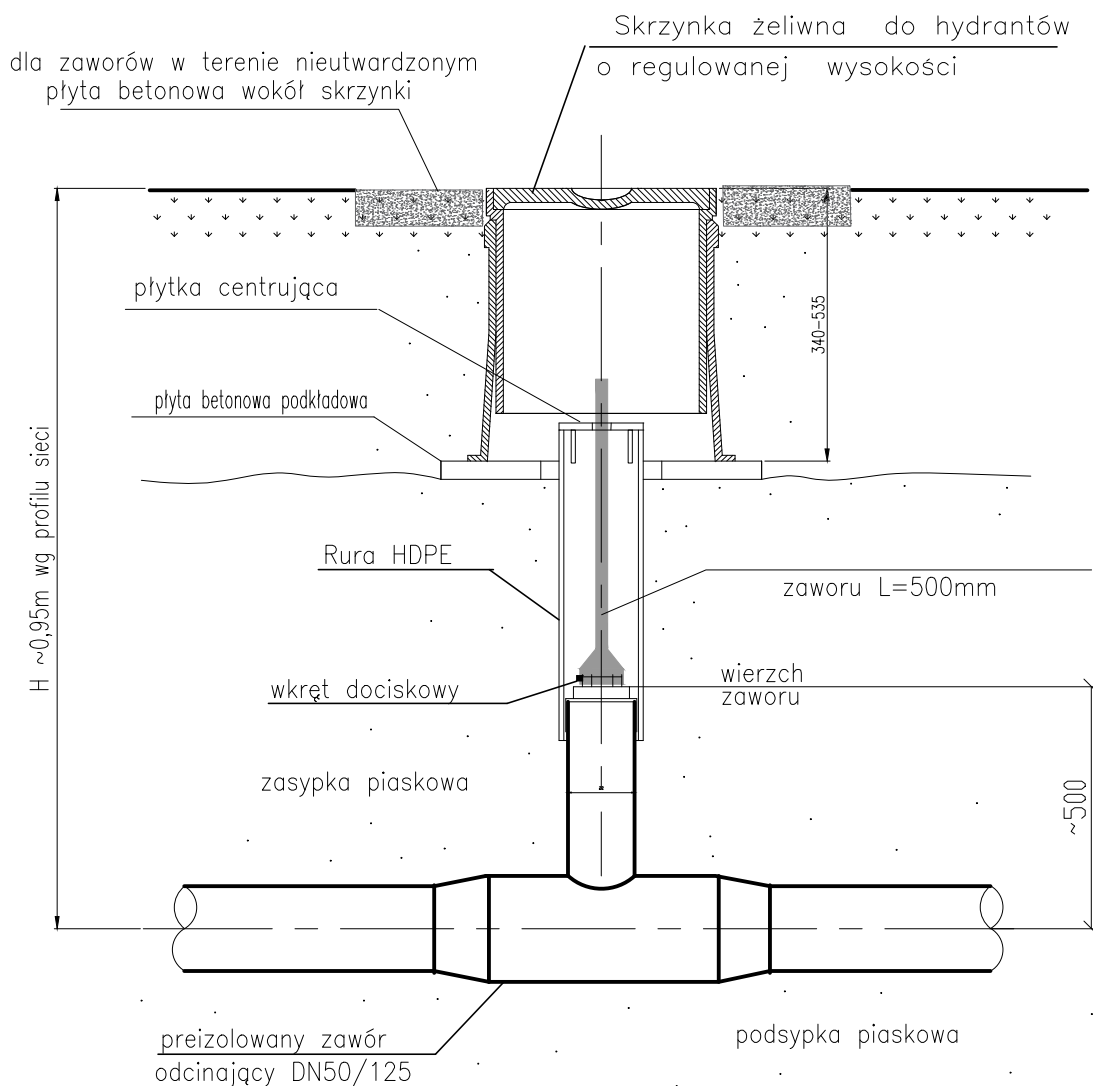 Skrzynka żeliwna do hydrantów
o regulowanej wysokości
dla zaworów w terenie nieutwardzonym
płyta betonowa wokół skrzynki
płytka centrująca
340-535
płyta betonowa podkładowa
H ~0,95m wg profilu sieci
Rura HDPE
zaworu L=500mm
wkręt dociskowy
wierzch
zaworu
zasypka piaskowa
~500
preizolowany zawór
odcinający DN50/125
podsypka piaskowa